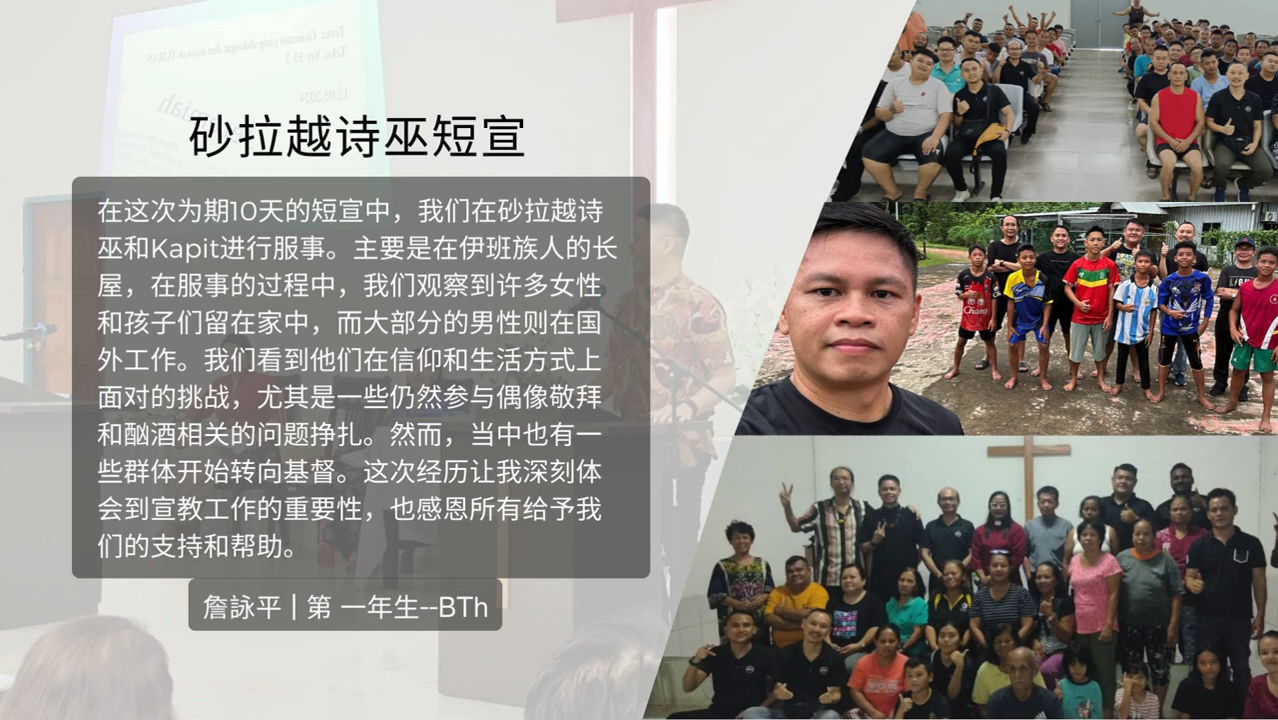 砂拉越诗巫短宣
在这次为期10天的短宣中，我们在砂拉越诗
巫和Kapit进行服事。主要是在伊班族人的长
屋，在服事的过程中，我们观察到许多女性
和孩子们留在家中，而大部分的男性则在国
外工作。我们看到他们在信仰和生活方式上
面对的挑战，尤其是一些仍然参与偶像敬拜
和酗酒相关的问题挣扎。然而，当中也有一
些群体开始转向基督。这次经历让我深刻体
会到宣教工作的重要性，也感恩所有给予我
们的支持和帮助。
詹詠平 | 第 一年生--BTh
12.05.2024